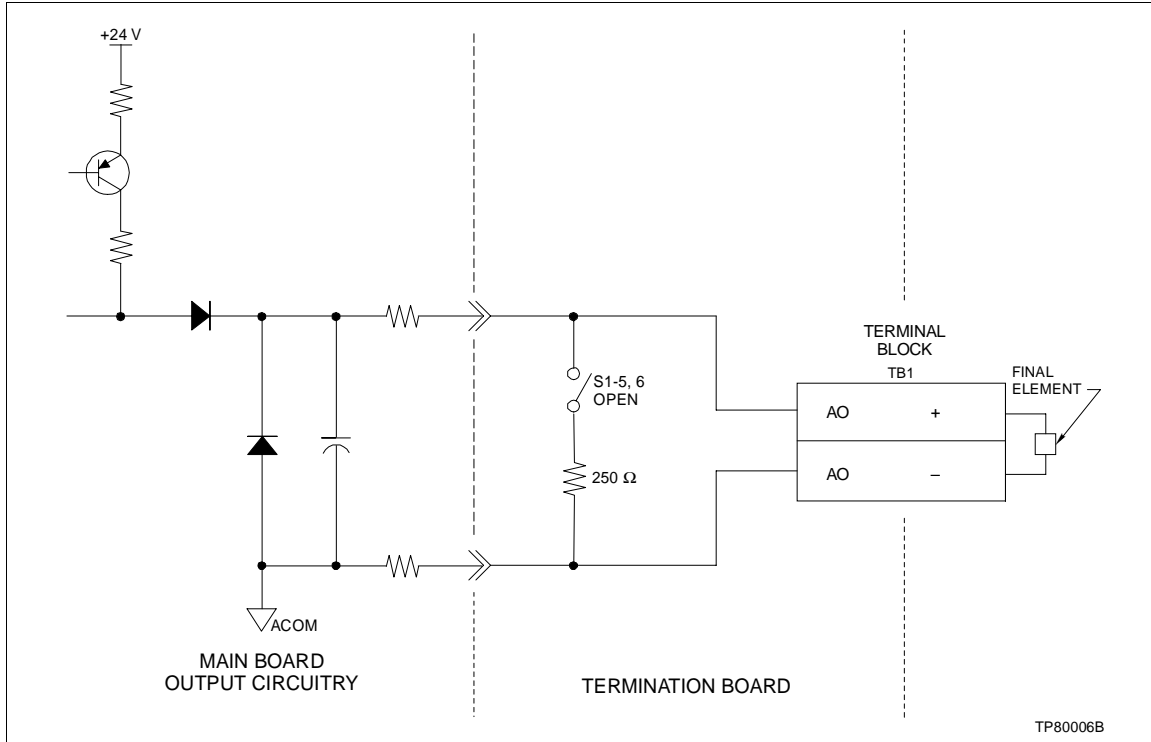 +24 V
TERMINAL
BLOCK
TB1
FINAL
ELEMENT
S1-5, 6
OPEN
AO +
AO –
250 Ω
ACOM
MAIN BOARD
OUTPUT CIRCUITRY
TERMINATION BOARD
TP80006B